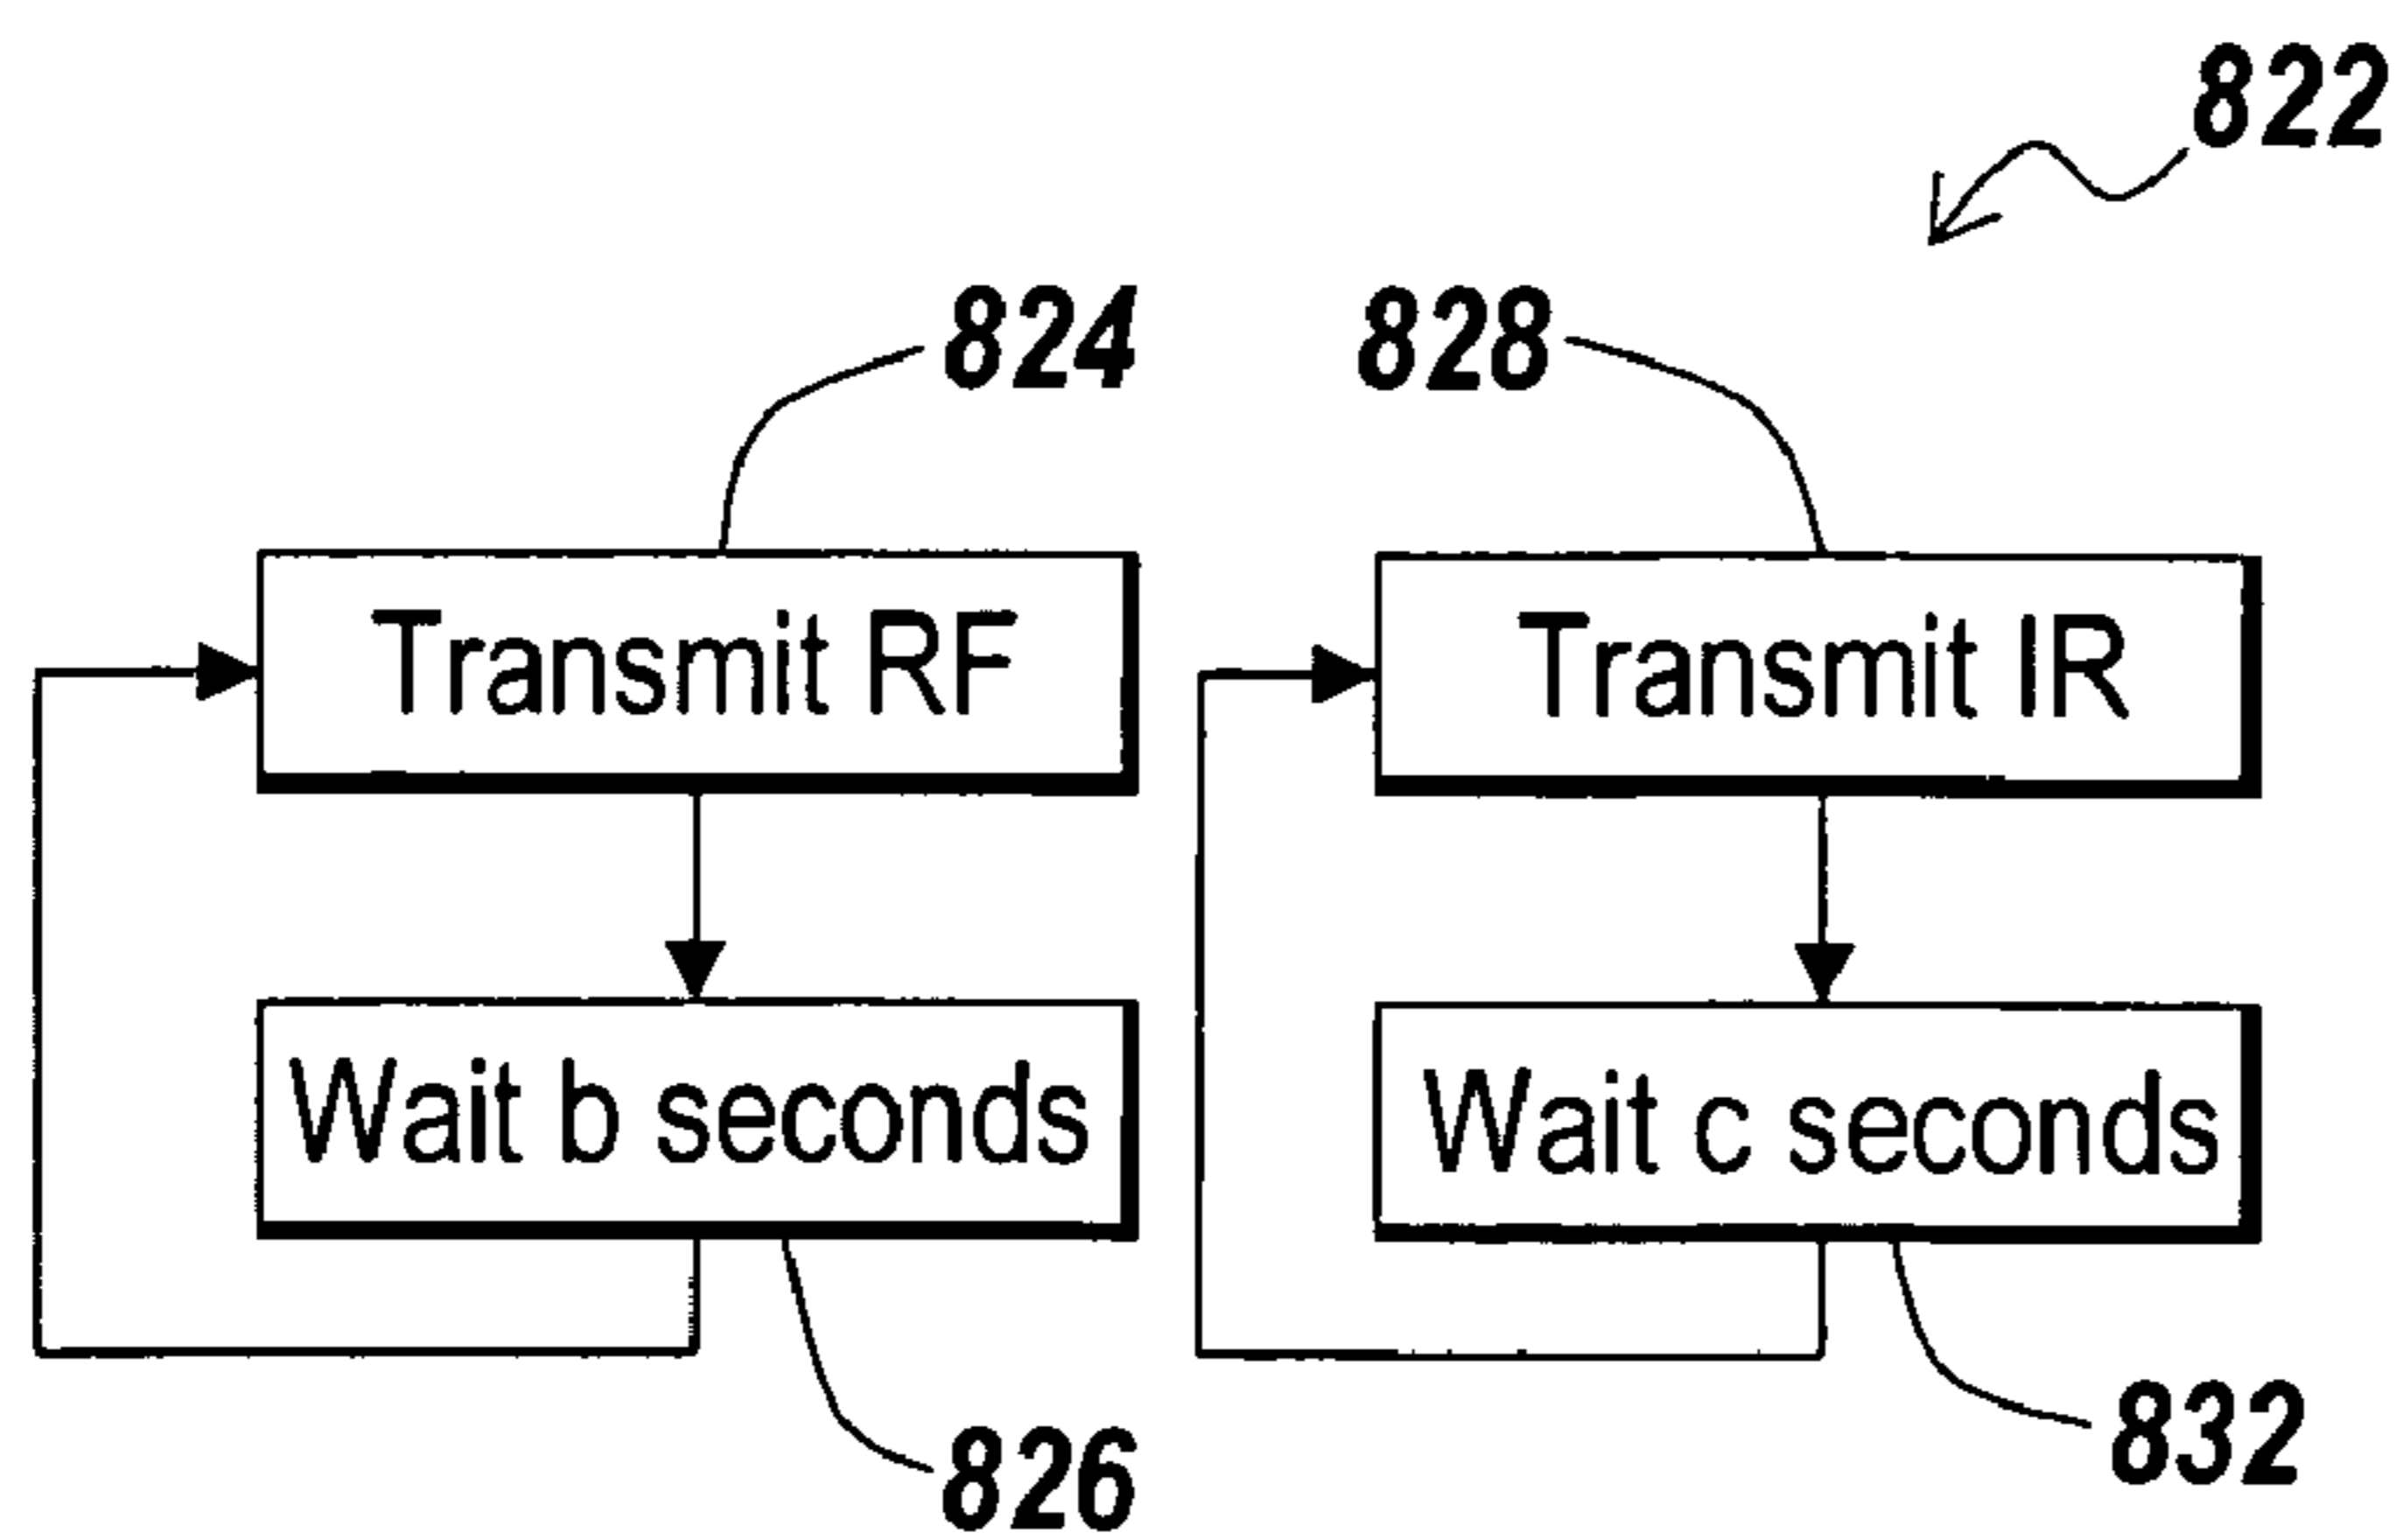 822
824
828
Transmit RF
Transmit IR
Wait b seconds
Wait c seconds
832
826